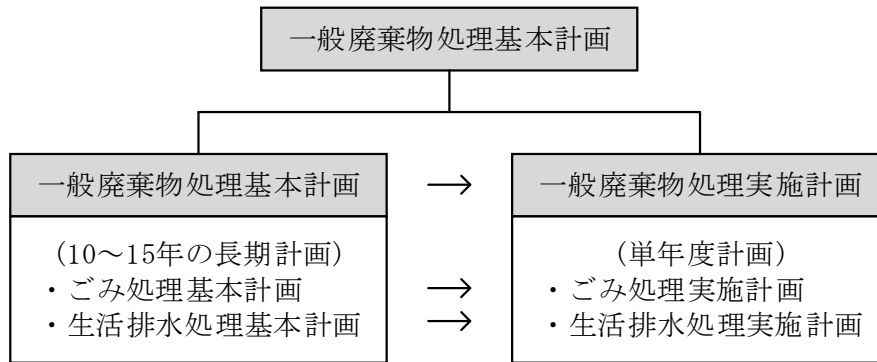 一般廃棄物処理基本計画
一般廃棄物処理基本計画
→
一般廃棄物処理実施計画
(10～15年の長期計画)
・ごみ処理基本計画
・生活排水処理基本計画
→
→
(単年度計画)
・ごみ処理実施計画
・生活排水処理実施計画